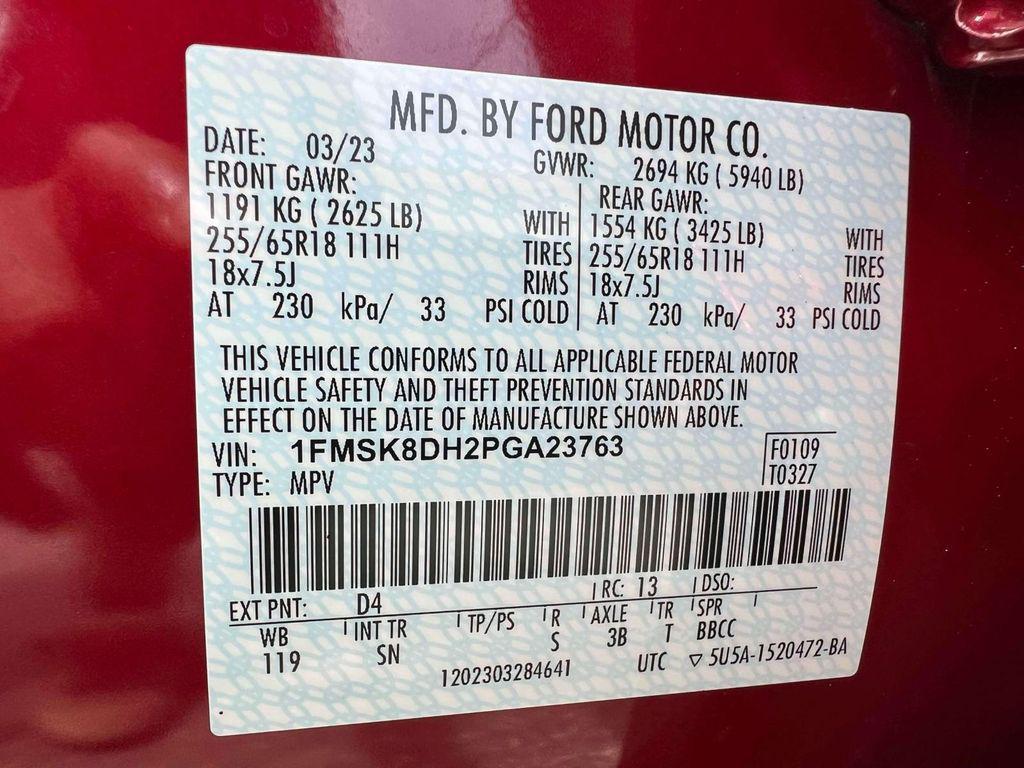 MFD. BY FORD MOTOR CO.
DATE: 03/23 GVWR: 2694 KG ( 5940 LB)
FRONT GAWR: REAR GAWR:
1191 KG ( 2625 LB) WITH 1554 KG ( 3425 LB) WITH
255/65R18 111H TIRES 255/65R18 111H TIRES
18x7.5J RIMS 18x7.5J RIMS
AT 230 kPa/ 33 PSI COLD AT 230 kPa/ 33 PSI COLD
THIS VEHICLE CONFORMS TO ALL APPLICABLE FEDERAL MOTOR
VEHICLE SAFETY AND THEFT PREVENTION STANDARDS IN
EFFECT ON THE DATE OF MANUFACTURE SHOWN ABOVE.
VIN: 1FMSK8DH2PGA23763 F0109
TYPE: MPV T0327
EXT PNT: D4 RC: 13 DSO:
WB INT TR TP/PS R AXLE TR SPR
119 SN S 3B T BBCC
1202303284641 UTC ▽ 5U5A-1520472-BA